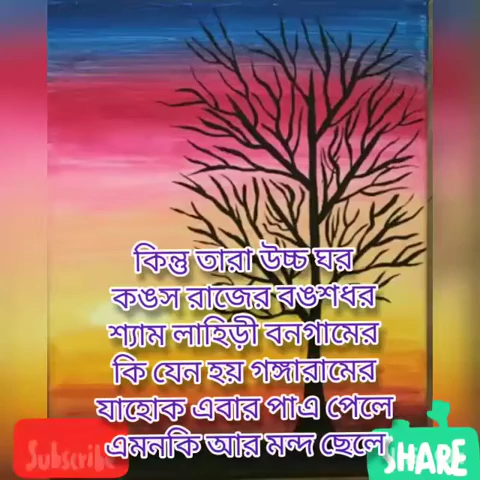 কিন্তু তারা উচ্চ ঘর
কঙস রাজের বঙশধর
শ্যাম লাহিড়ী বনগামের
কি যেন হয় গঙ্গারামের
যাহোক এবার পাএ পেলে
এমনকি আর মন্দ ছেলে
Subscribe
SHARE